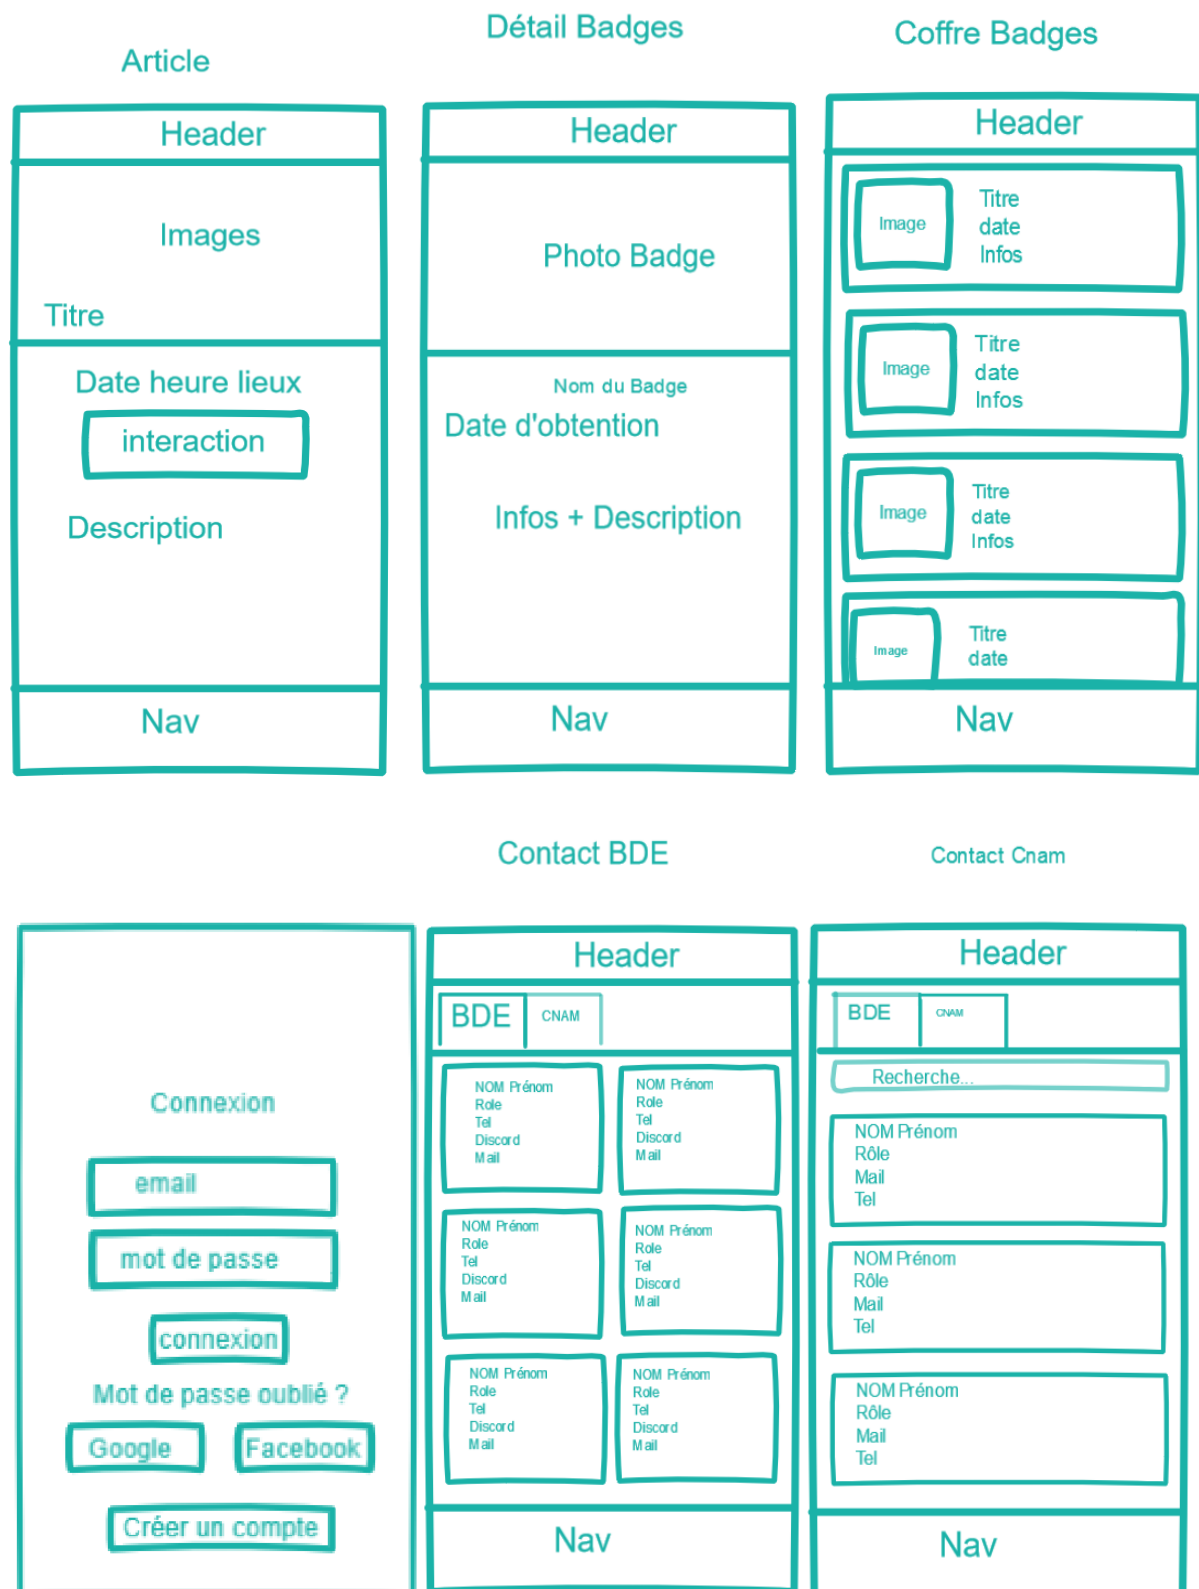 Article
Header
Images
Titre
Date heure lieux
interaction
Description
Nav
Détail Badges
Header
Photo Badge
Nom du Badge
Date d'obtention
Infos + Description
Nav
Coffre Badges
Header
Image
Titre
date
Infos
Image
Titre
date
Infos
Image
Titre
date
Infos
Image
Titre
date
Nav
Connexion
email
mot de passe
connexion
Mot de passe oublié ?
Google
Facebook
Créer un compte
Contact BDE
Header
BDE
CNAM
NOM Prénom
Role
Tel
Discord
Mail
NOM Prénom
Role
Tel
Discord
Mail
NOM Prénom
Role
Tel
Discord
Mail
NOM Prénom
Role
Tel
Discord
Mail
NOM Prénom
Role
Tel
Discord
Mail
NOM Prénom
Role
Tel
Discord
Mail
Nav
Contact Cnam
Header
BDE
CNAM
Recherche...
NOM Prénom
Rôle
Mail
Tel
NOM Prénom
Rôle
Mail
Tel
NOM Prénom
Rôle
Mail
Tel
Nav